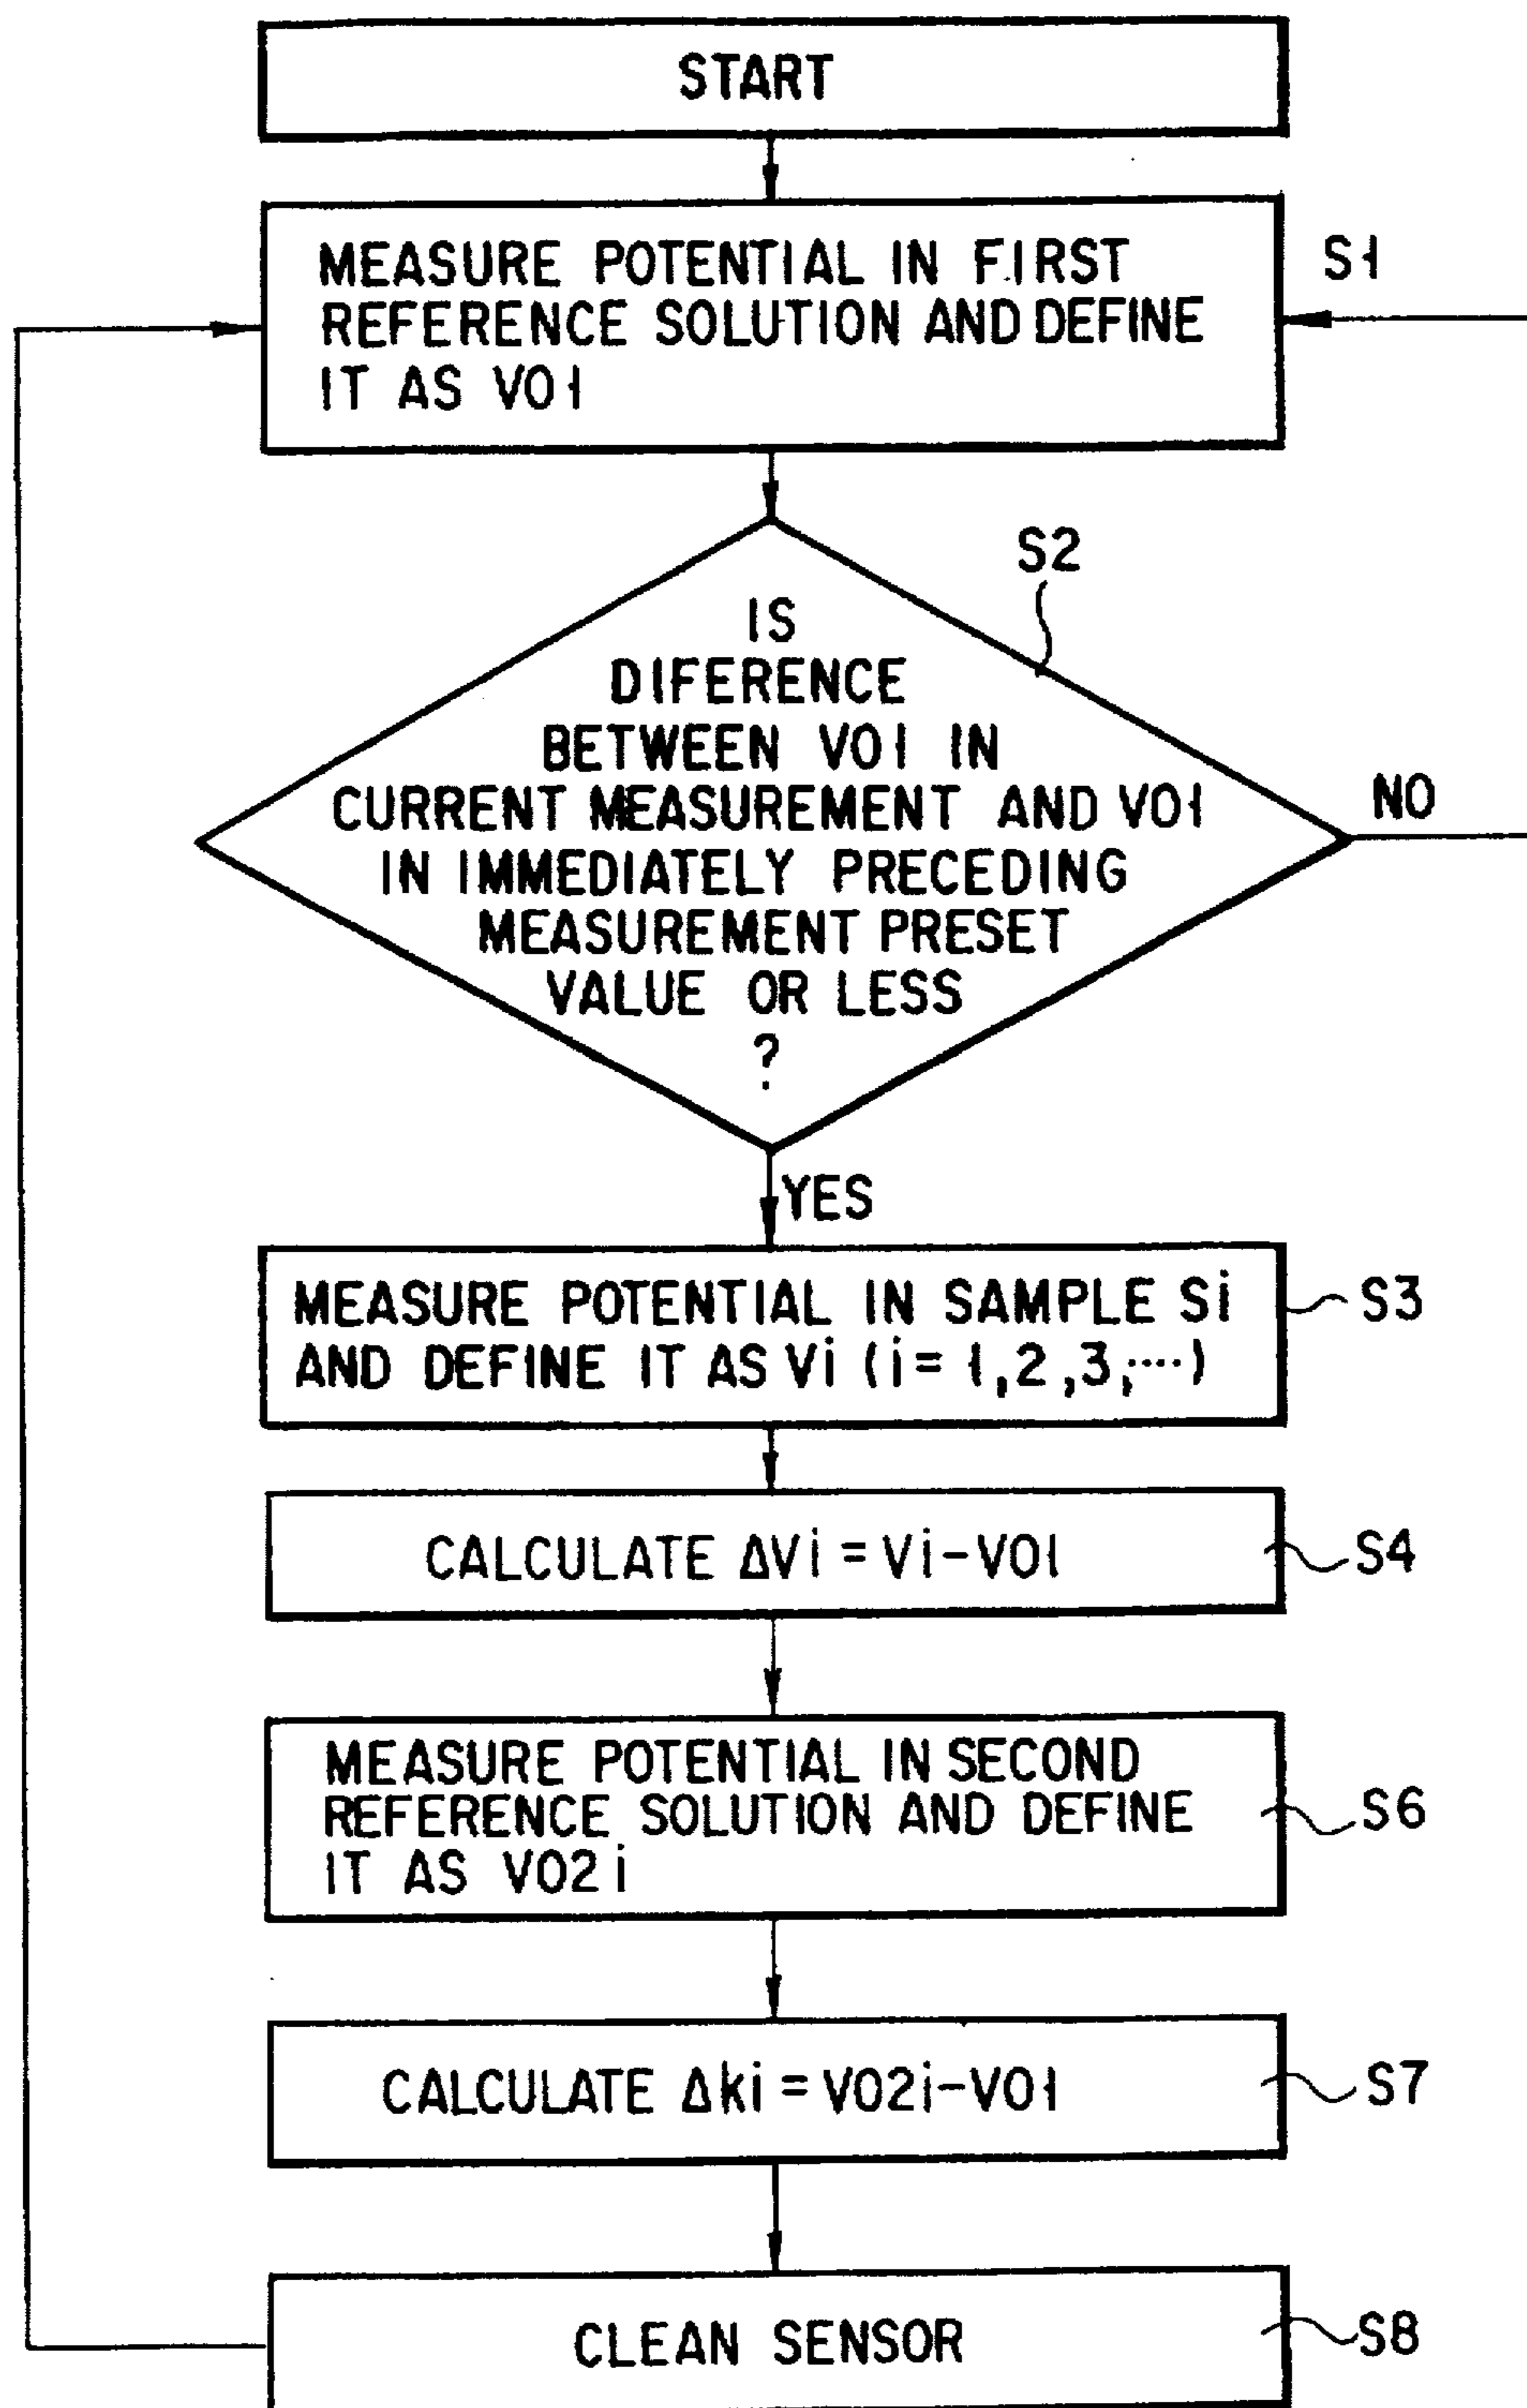 START
MEASURE POTENTIAL IN FIRST
REFERENCE SOLUTION AND DEFINE
IT AS V01
S1
S2
IS
DIFERENCE
BETWEEN V01 IN
CURRENT MEASUREMENT AND V01
IN IMMEDIATELY PRECEDING
MEASUREMENT PRESET
VALUE OR LESS
?
NO
YES
MEASURE POTENTIAL IN SAMPLE Si
AND DEFINE IT AS Vi (i= 1,2,3,····)
S3
CALCULATE ΔVi = Vi-V01
S4
MEASURE POTENTIAL IN SECOND
REFERENCE SOLUTION AND DEFINE
IT AS V02i
S6
CALCULATE Δki = V02i-V01
S7
CLEAN SENSOR
S8